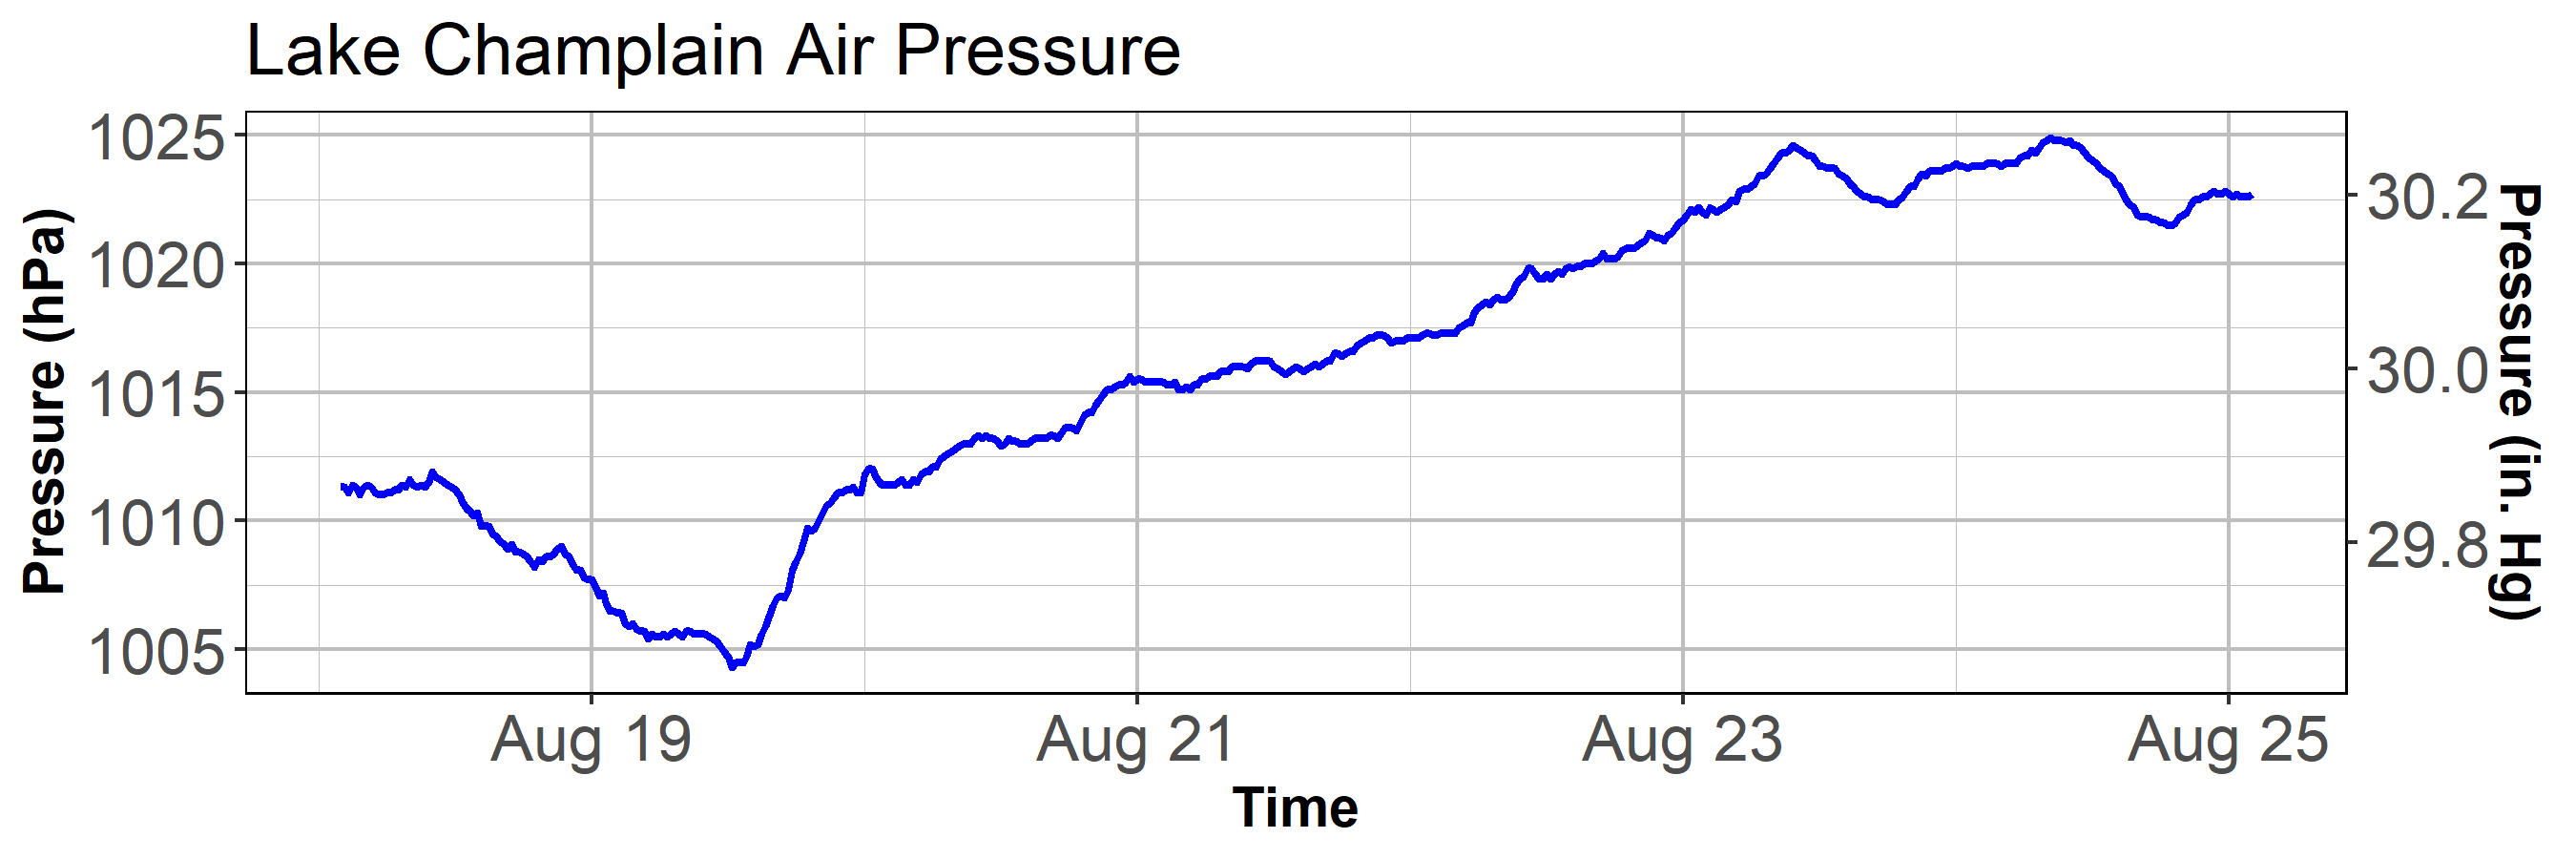 Lake Champlain Air Pressure
Pressure (hPa)
1025
1020
1015
1010
1005
30.2
30.0
29.8
Pressure (in. Hg)
Aug 19
Aug 21
Aug 23
Aug 25
Time